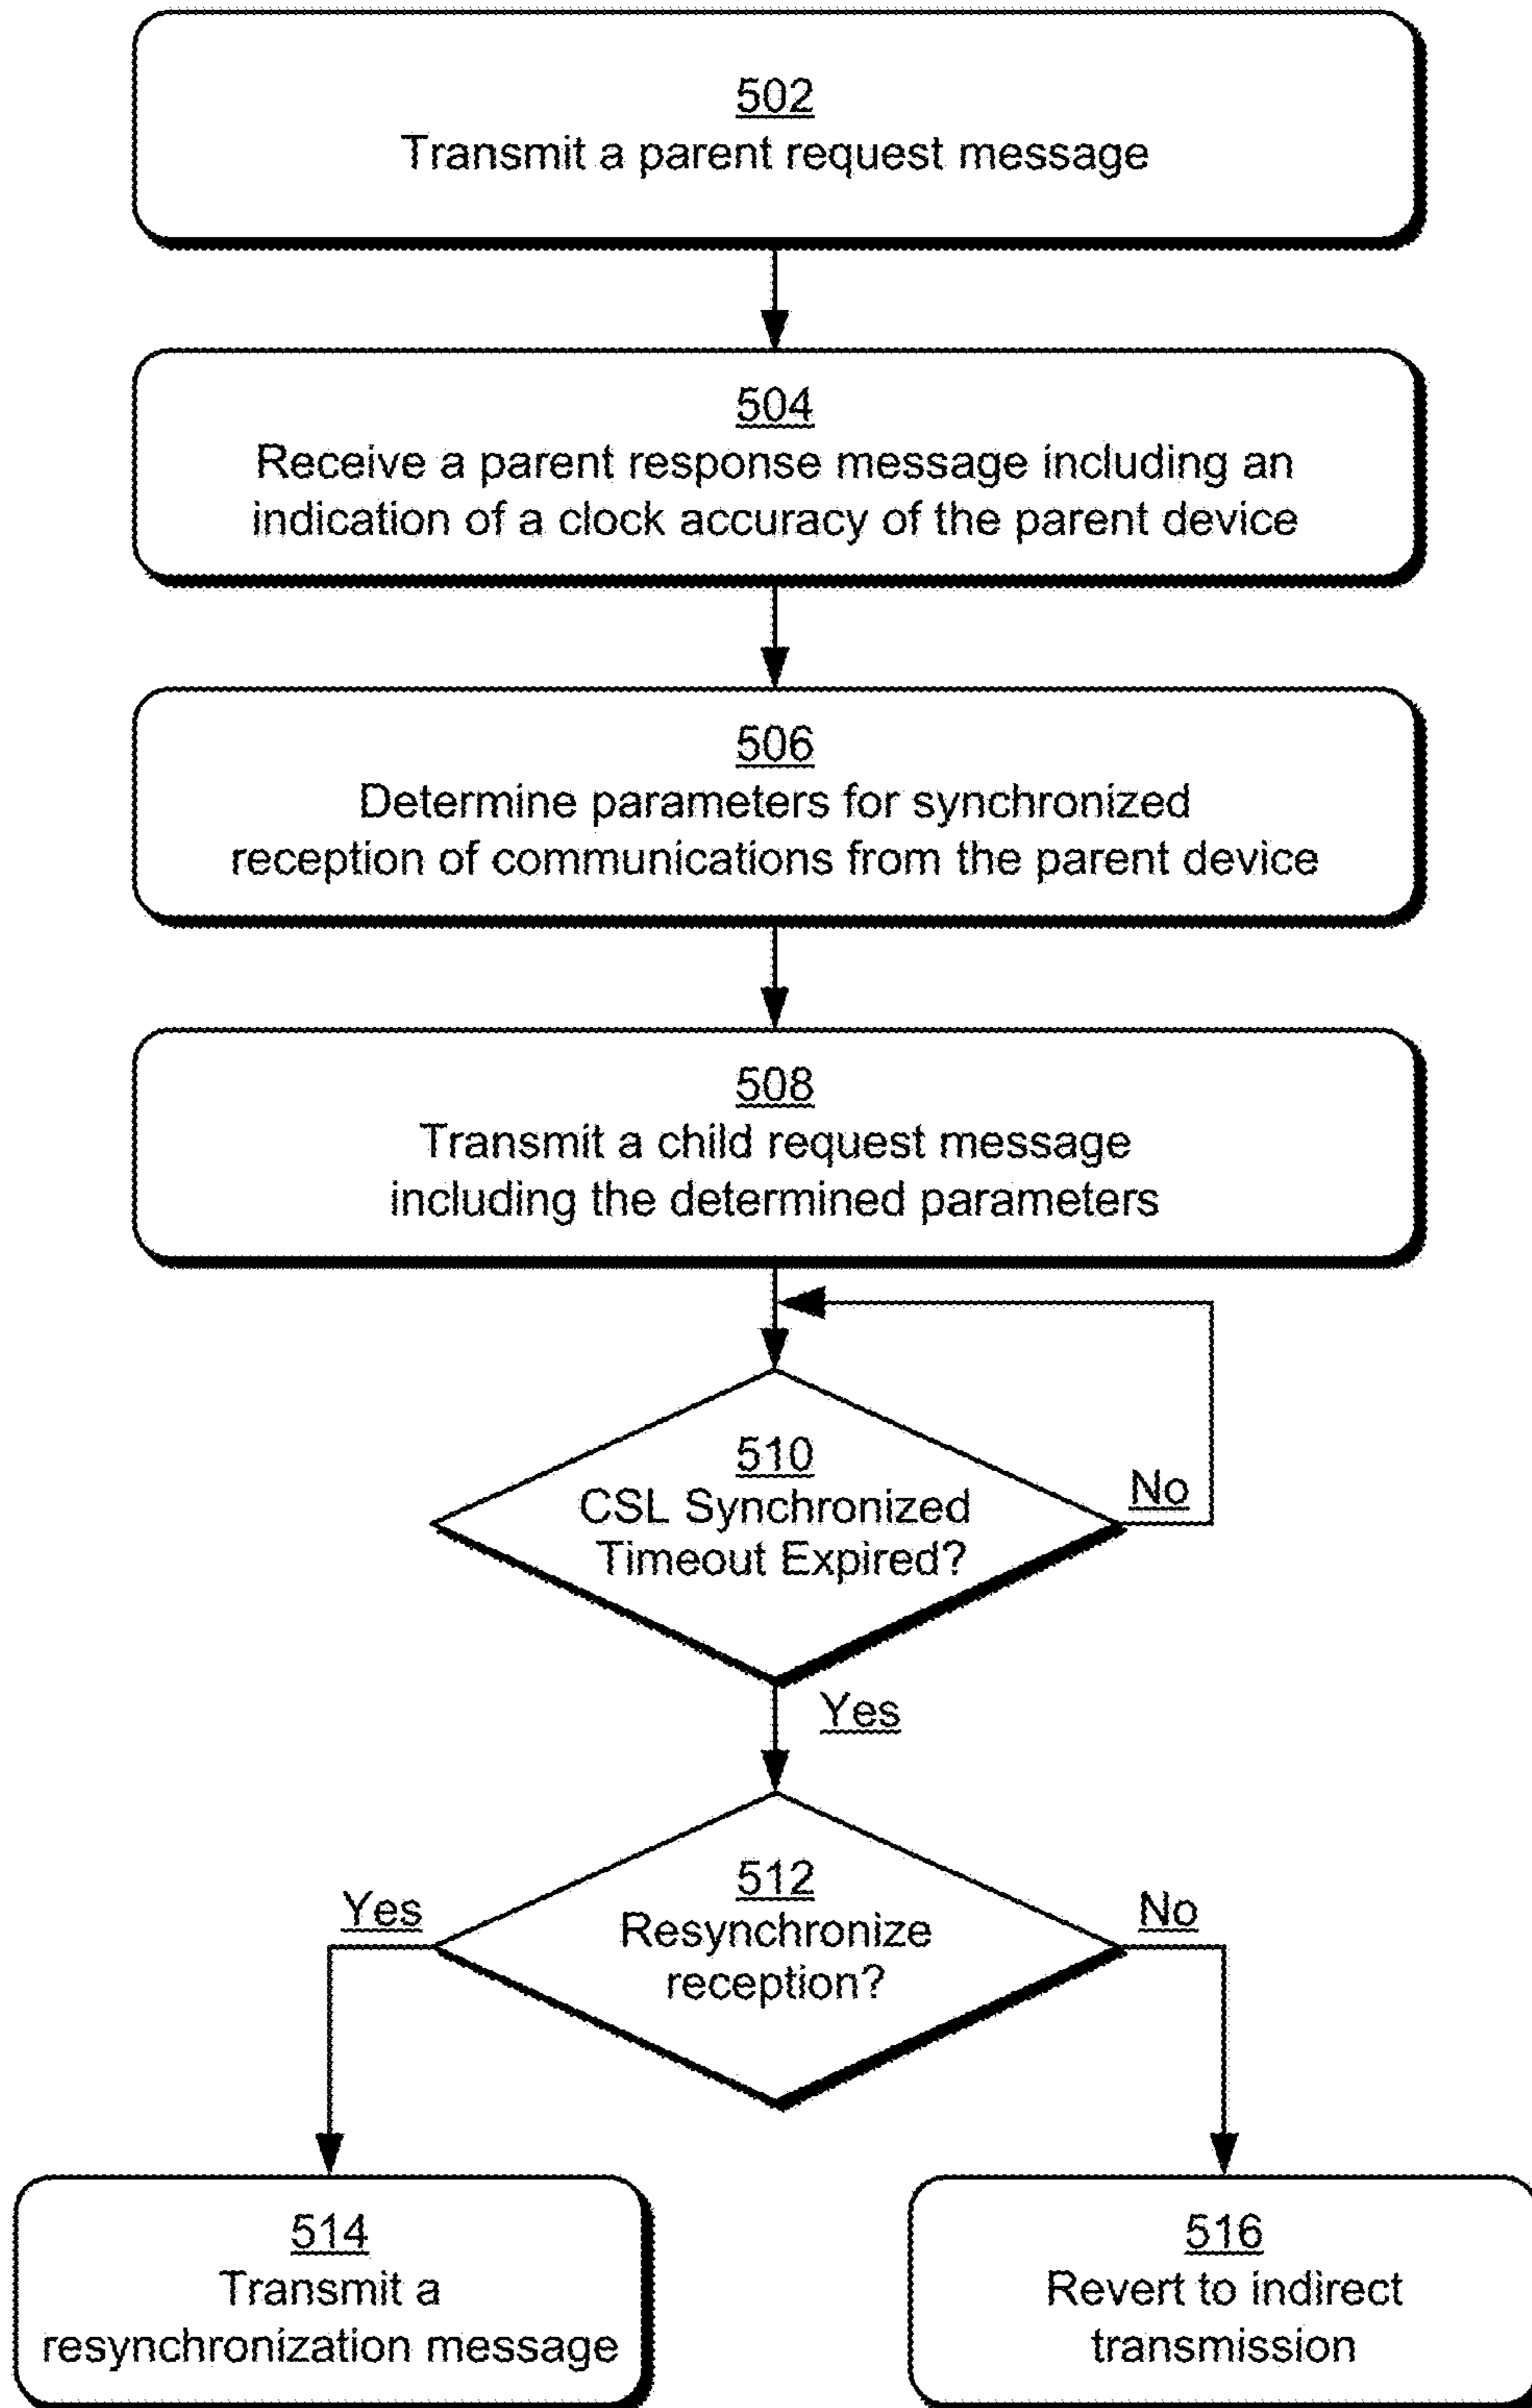 502
Transmit a parent request message
504
Receive a parent response message including an
indication of a clock accuracy of the parent device
506
Determine parameters for synchronized
reception of communications from the parent device
508
Transmit a child request message
including the determined parameters
510
CSL Synchronized
Timeout Expired?
No
Yes
512
Resynchronize
reception?
Yes
No
514
Transmit a
resynchronization message
516
Revert to indirect
transmission